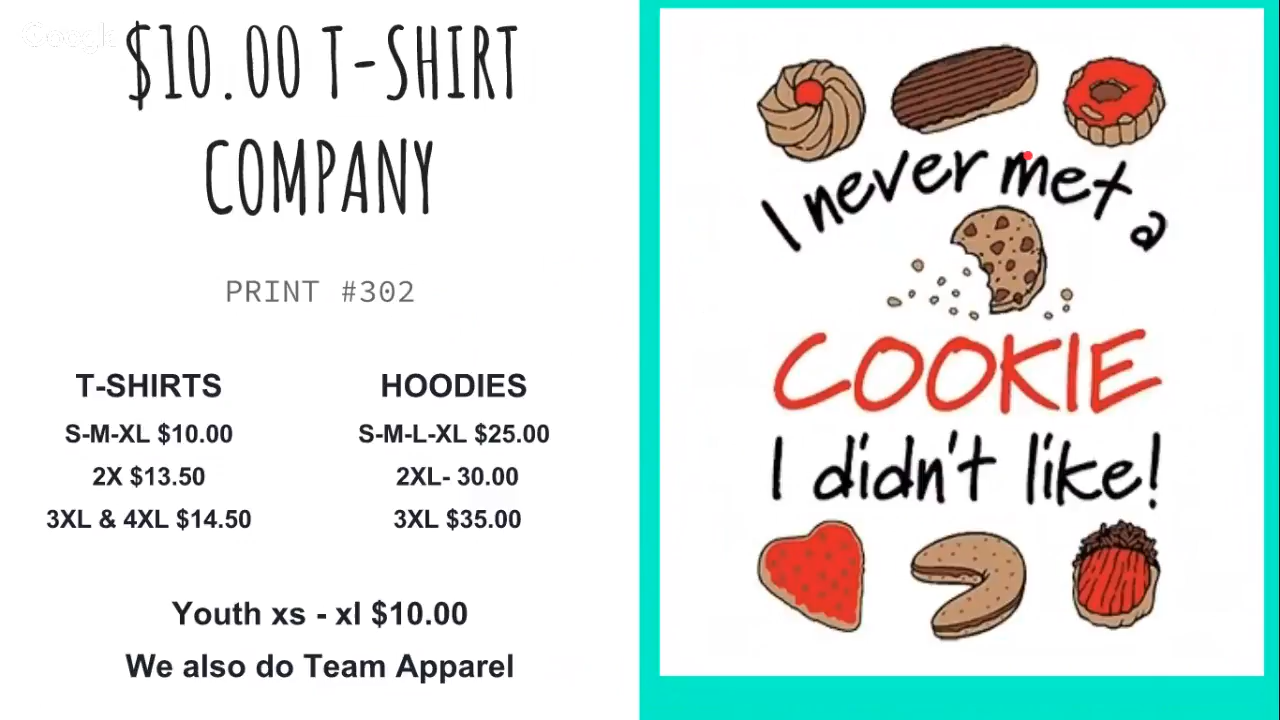 Google
$10.00 T-SHIRT
COMPANY
PRINT #302
T-SHIRTS
S-M-XL $10.00
2X $13.50
3XL & 4XL $14.50
HOODIES
S-M-L-XL $25.00
2XL- 30.00
3XL $35.00
Youth xs - xl $10.00
We also do Team Apparel
I never met a
COOKIE
I didn't like!